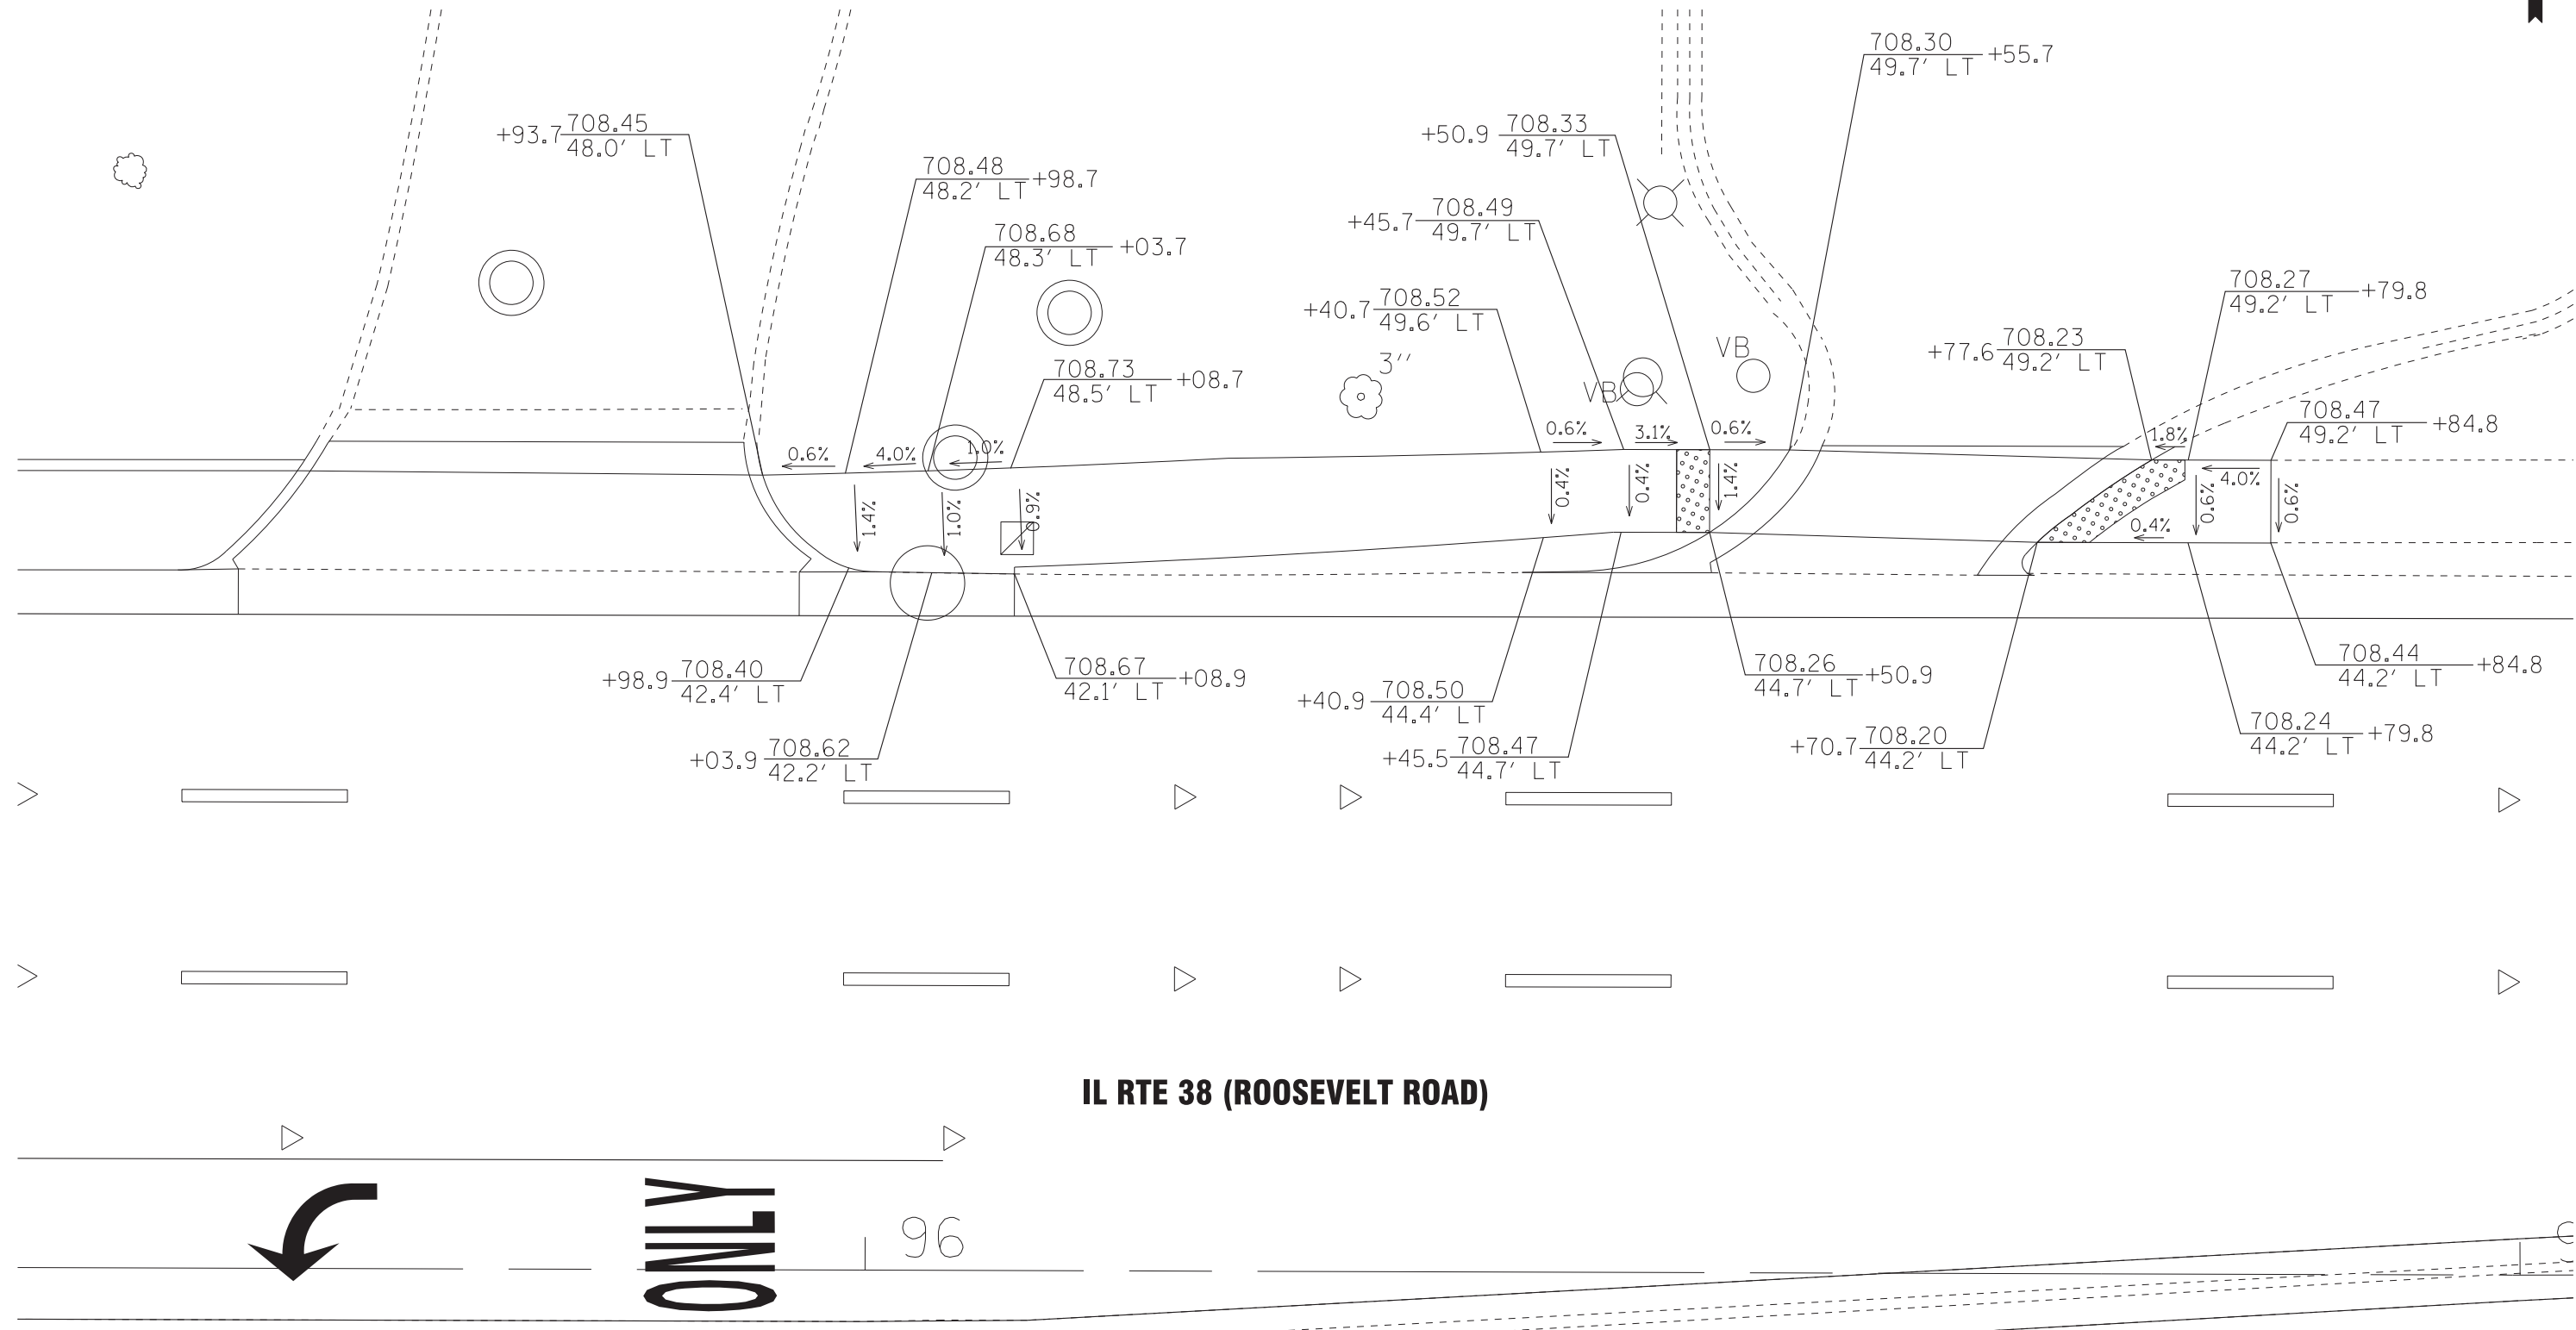 708.30
49.7' LT +55.7
+93.7 708.45
48.0' LT
+50.9 708.33
49.7' LT
708.48
48.2' LT +98.7
+45.7 708.49
49.7' LT
708.68
48.3' LT +03.7
708.27
49.2' LT +79.8
+40.7 708.52
49.6' LT
+77.6 708.23
49.2' LT
3''
VB
VB
708.73
48.5' LT +08.7
708.47
49.2' LT +84.8
0.6% 4.0% 1.0% 0.6% 3.1% 0.6% 1.8%
4.0%
1.4% 1.0% 0.9% 0.4% 0.4% 1.4% 0.6% 0.6%
0.4%
+98.9 708.40
42.4' LT
708.67
42.1' LT +08.9
+40.9 708.50
44.4' LT
708.26
44.7' LT +50.9
708.44
44.2' LT +84.8
+03.9 708.62
42.2' LT
+45.5 708.47
44.7' LT
+70.7 708.20
44.2' LT
708.24
44.2' LT +79.8
IL RTE 38 (ROOSEVELT ROAD)
ONLY
96